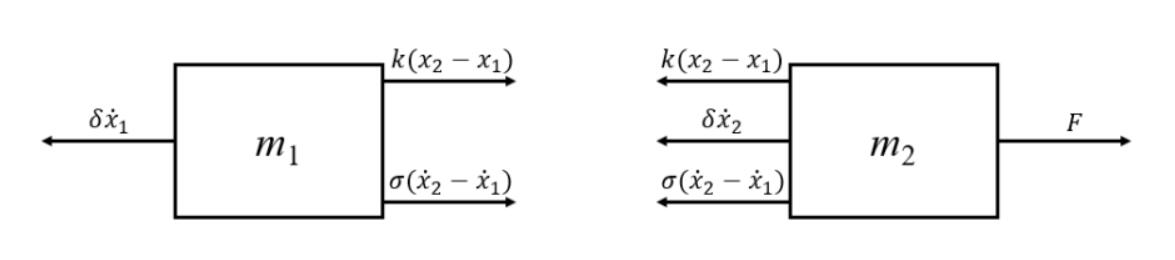 k(x₂ − x₁)
δẋ₁
m₁
σ(ẋ₂ − ẋ₁)
k(x₂ − x₁)
δẋ₂
σ(ẋ₂ − ẋ₁)
m₂
F